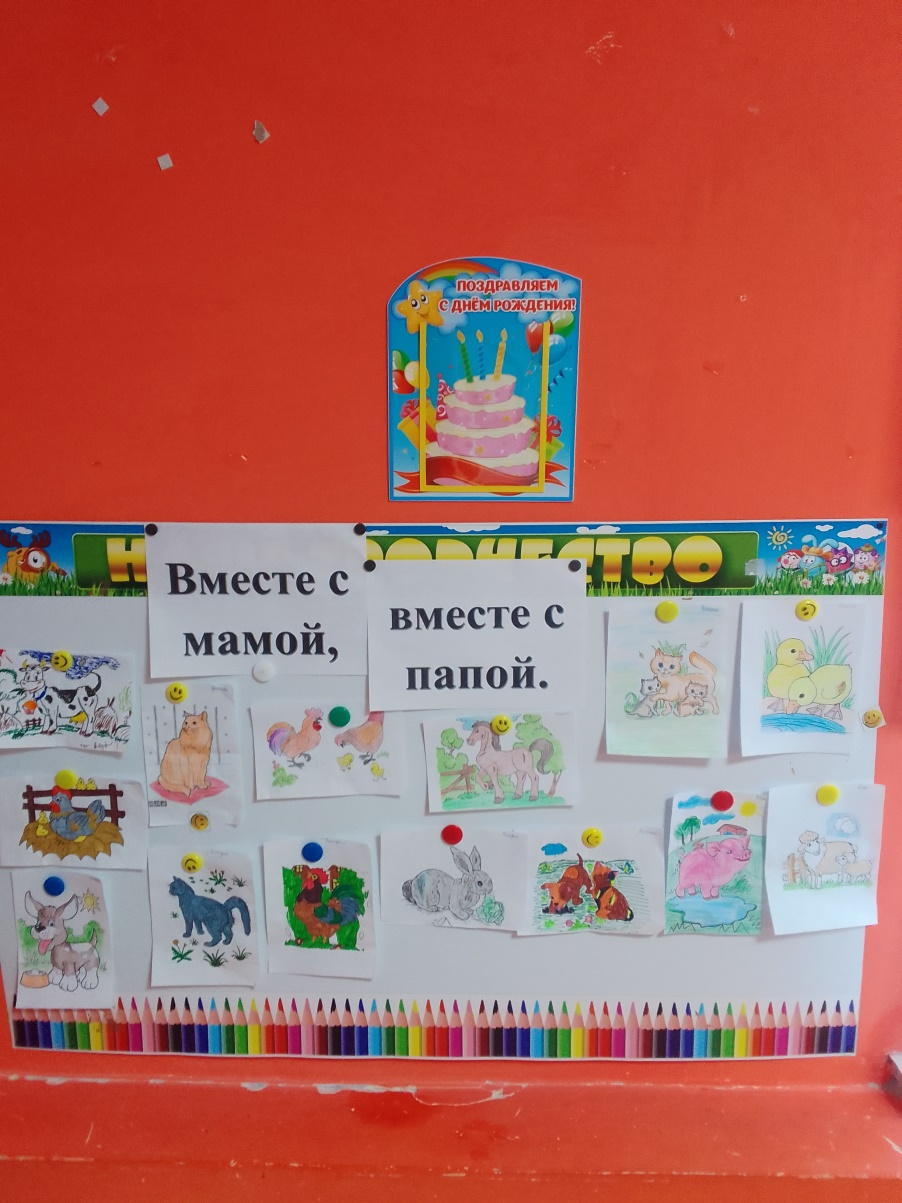 ПОЗДРАВЛЯЕМ
С ДНЁМ РОЖДЕНИЯ!
Вместе с
мамой,
вместе с
папой.